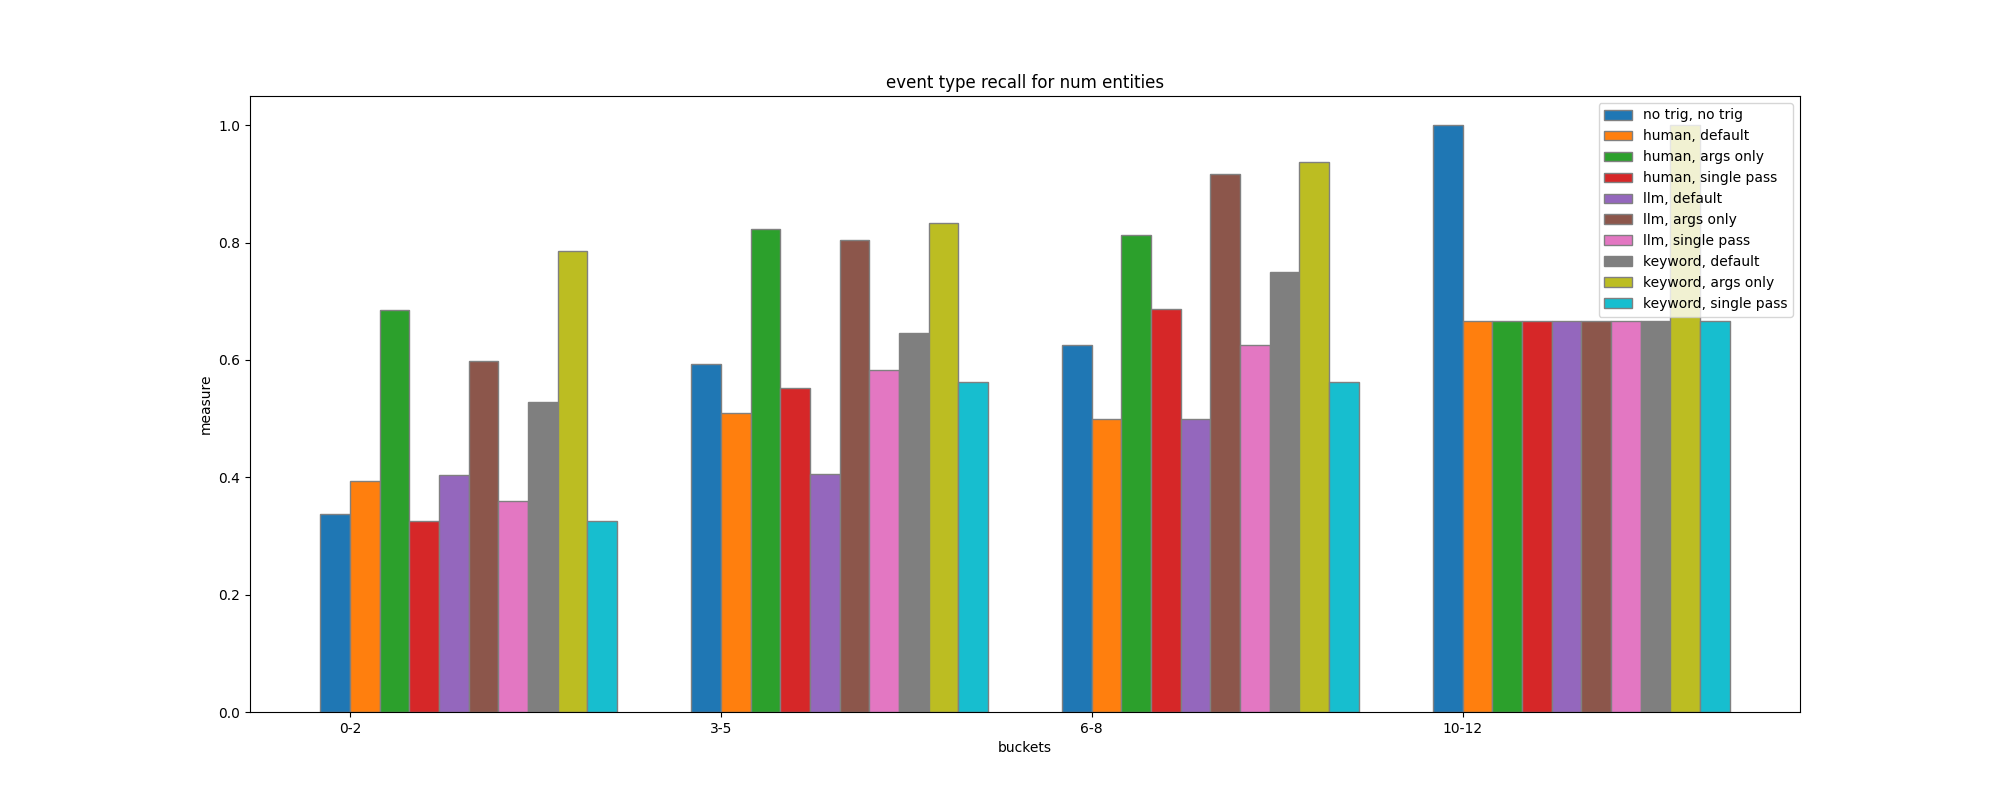 event type recall for num entities
1.0
0.8
0.6
0.4
0.2
0.0
measure
no trig, no trig
human, default
human, args only
human, single pass
llm, default
llm, args only
llm, single pass
keyword, default
keyword, args only
keyword, single pass
0-2
3-5
6-8
10-12
buckets